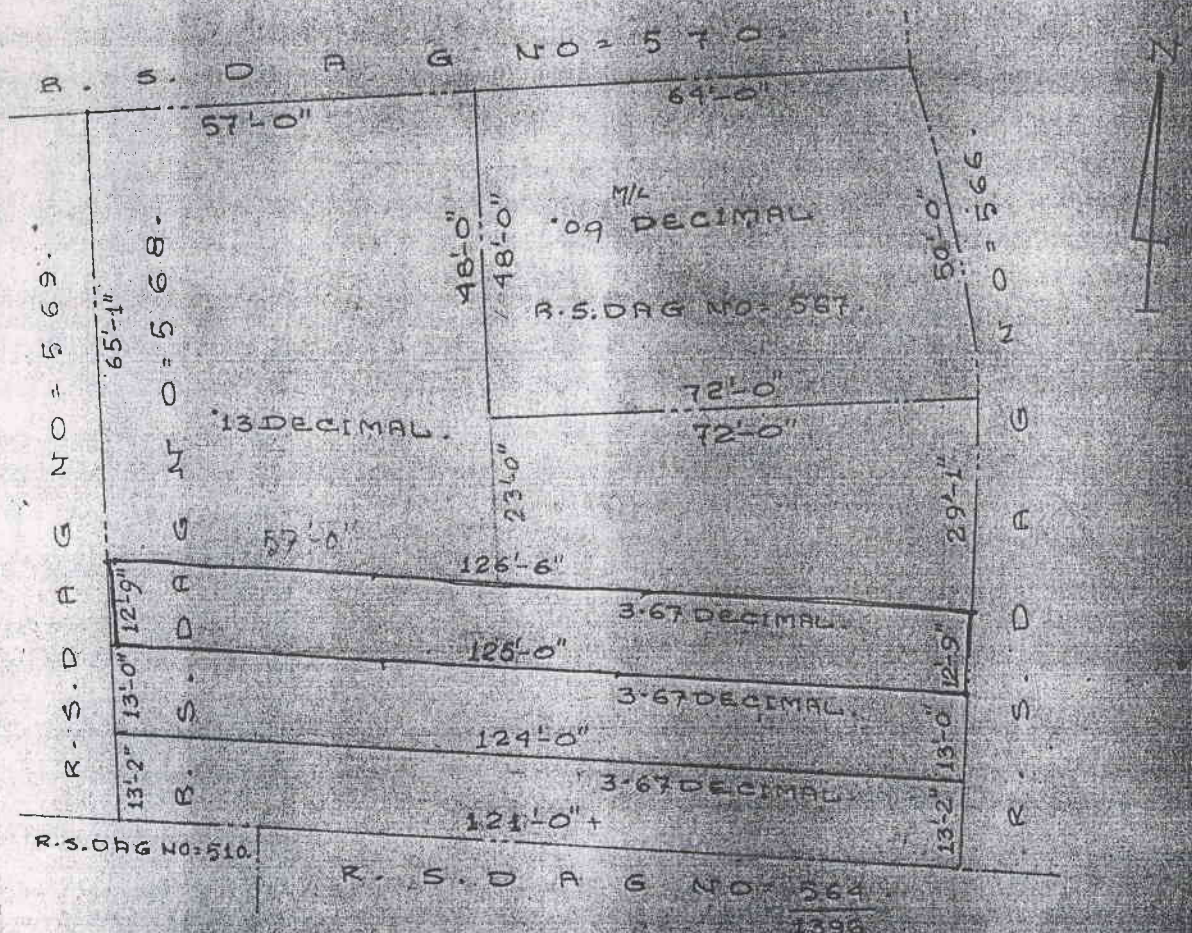 R. S. D A G NO = 570.
N
57'-0"
64'-0"
R.S.DAG NO = 569.
65'-1"
R.S.DAG NO = 568.
48'-0"
48'-0"
M/L
.09 DECIMAL
R.S.DAG NO = 567.
50'-0"
R.S.DAG NO = 566.
72'-0"
72'-0"
.13 DECIMAL.
23'-0"
29'-1"
57'-0"
126'-6"
12'-9"
3.67 DECIMAL.
12'-9"
125'-0"
13'-0"
3.67 DECIMAL.
13'-0"
124'-0"
13'-2"
3.67 DECIMAL.
13'-2"
121'-0" +
R.S.DAG NO=510.
R. S. D A G NO = 564
1396